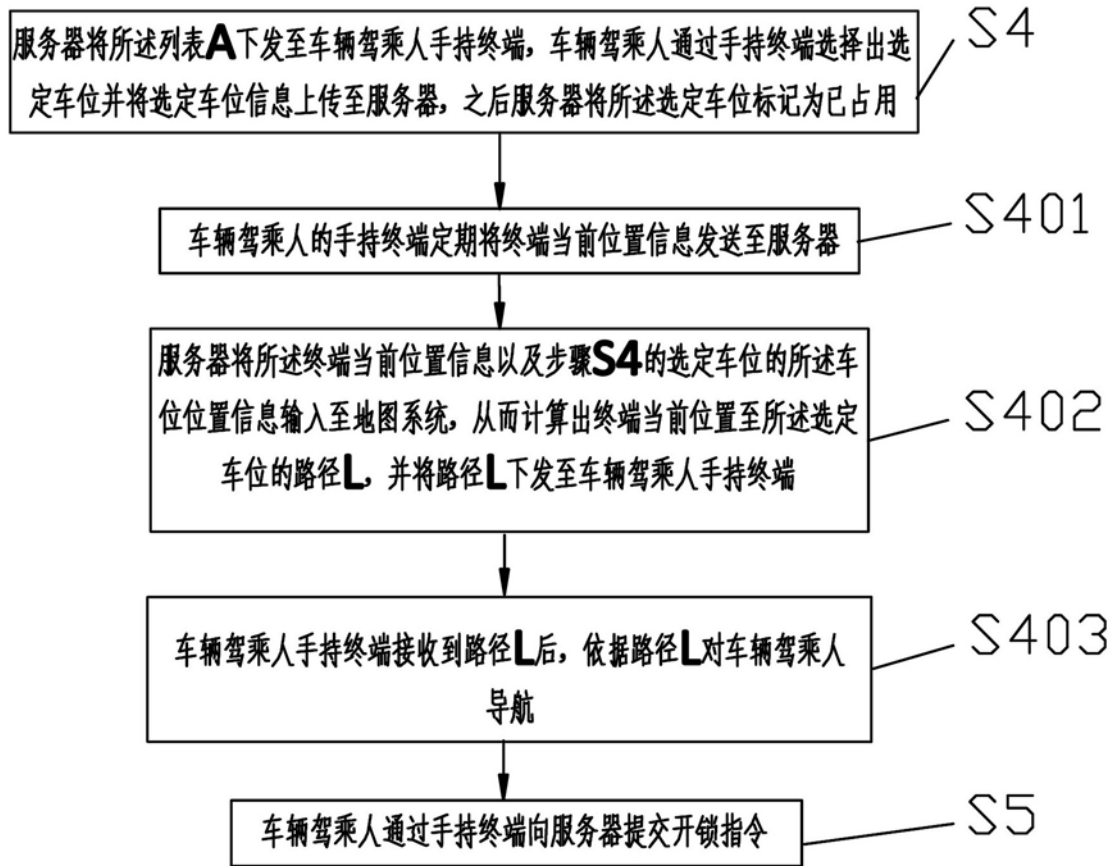 服务器将所述列表A下发至车辆驾乘人手持终端，车辆驾乘人通过手持终端选择出选
定车位并将选定车位信息上传至服务器，之后服务器将所述选定车位标记为已占用
S4
车辆驾乘人的手持终端定期将终端当前位置信息发送至服务器
S401
服务器将所述终端当前位置信息以及步骤S4的选定车位的所述车
位位置信息输入至地图系统，从而计算出终端当前位置至所述选定
车位的路径L，并将路径L下发至车辆驾乘人手持终端
S402
车辆驾乘人手持终端接收到路径L后，依据路径L对车辆驾乘人
导航
S403
车辆驾乘人通过手持终端向服务器提交开锁指令
S5